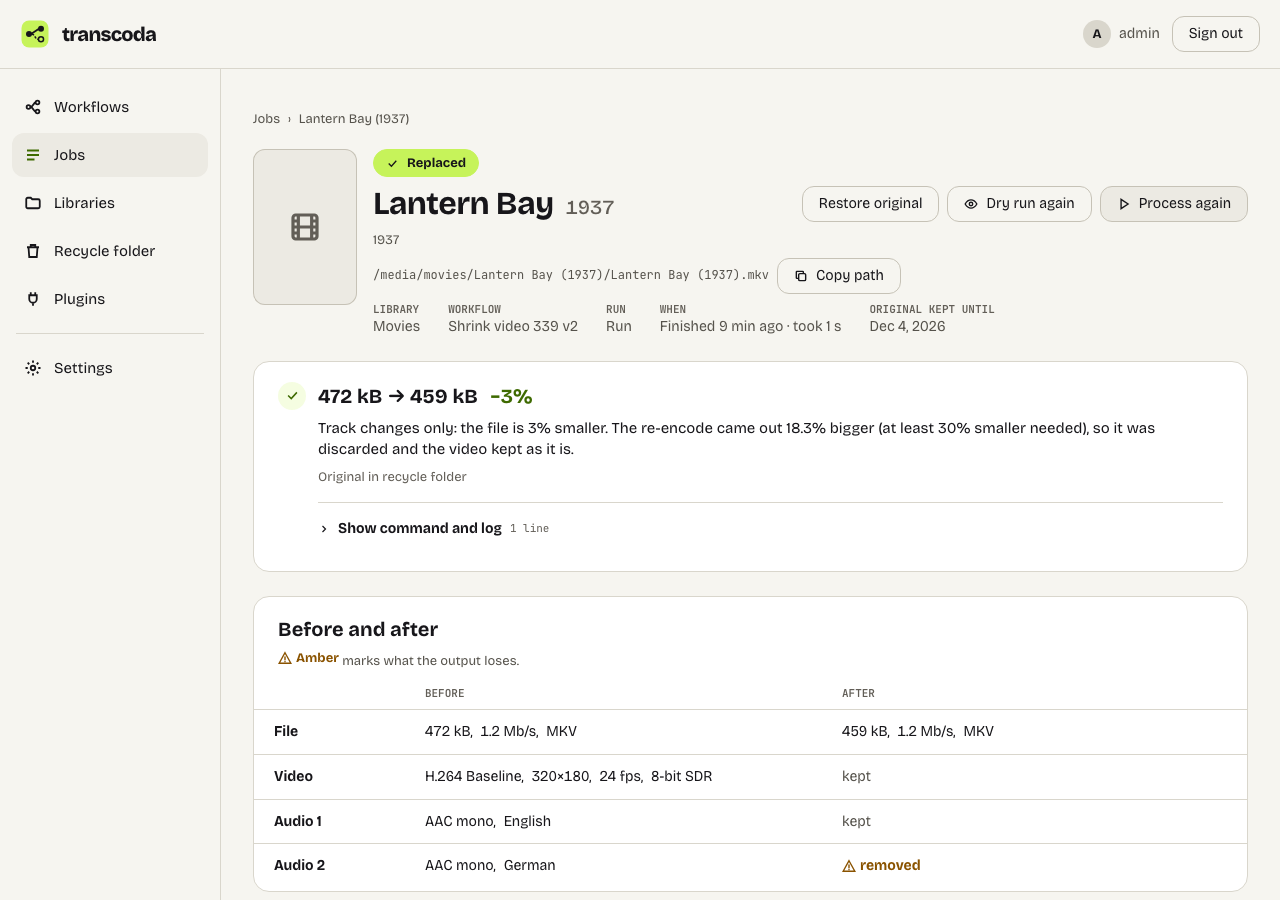 transcoda
A admin Sign out
Workflows
Jobs
Libraries
Recycle folder
Plugins
Settings
Jobs › Lantern Bay (1937)
Replaced
Lantern Bay 1937
Restore original Dry run again Process again
1937
/media/movies/Lantern Bay (1937)/Lantern Bay (1937).mkv Copy path
LIBRARY WORKFLOW RUN WHEN ORIGINAL KEPT UNTIL
Movies Shrink video 339 v2 Run Finished 9 min ago · took 1 s Dec 4, 2026
472 kB → 459 kB −3%
Track changes only: the file is 3% smaller. The re-encode came out 18.3% bigger (at least 30% smaller needed), so it was
discarded and the video kept as it is.
Original in recycle folder
› Show command and log 1 line
Before and after
Amber marks what the output loses.
BEFORE AFTER
File 472 kB, 1.2 Mb/s, MKV 459 kB, 1.2 Mb/s, MKV
Video H.264 Baseline, 320×180, 24 fps, 8-bit SDR kept
Audio 1 AAC mono, English kept
Audio 2 AAC mono, German removed